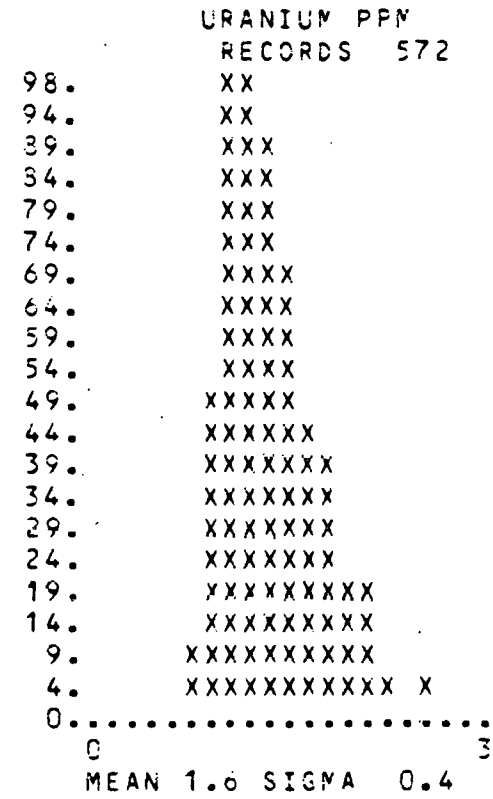 URANIUM PPM
RECORDS 572
98. XX
94. XX
89. XXX
84. XXX
79. XXX
74. XXX
69. XXXX
64. XXXX
59. XXXX
54. XXXX
49. XXXXX
44. XXXXXX
39. XXXXXXX
34. XXXXXXX
29. XXXXXXX
24. XXXXXXX
19. XXXXXXXXX
14. XXXXXXXXX
9. XXXXXXXXXX
4. XXXXXXXXXXX X
0.......................
0 3
MEAN 1.6 SIGMA 0.4